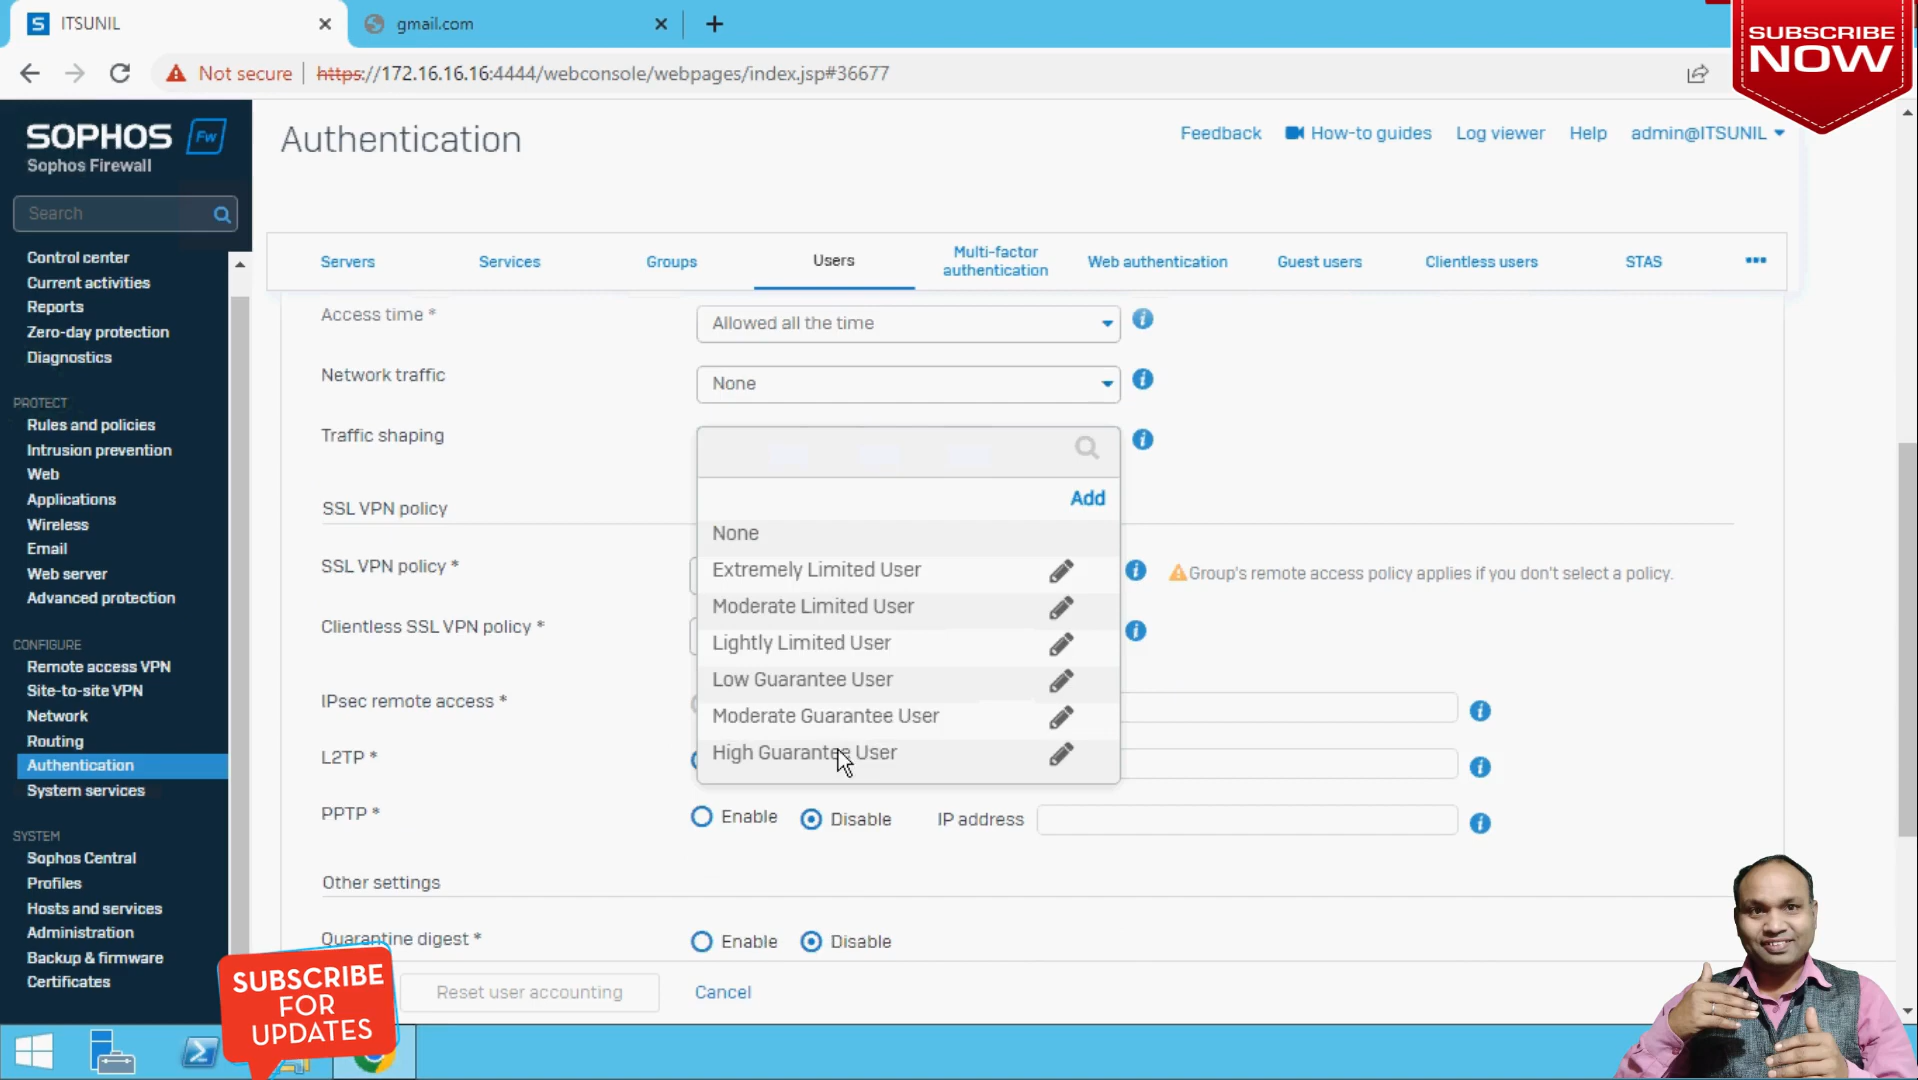 ITSUNIL
gmail.com
Not secure
https://172.16.16.16:4444/webconsole/webpages/index.jsp#36677
SUBSCRIBE
NOW
SOPHOS Fw
Sophos Firewall
Search
Control center
Current activities
Reports
Zero-day protection
Diagnostics
PROTECT
Rules and policies
Intrusion prevention
Web
Applications
Wireless
Email
Web server
Advanced protection
CONFIGURE
Remote access VPN
Site-to-site VPN
Network
Routing
Authentication
System services
SYSTEM
Sophos Central
Profiles
Hosts and services
Administration
Backup & firmware
Certificates
Authentication
Feedback How-to guides Log viewer Help admin@ITSUNIL
Servers Services Groups Users Multi-factor authentication Web authentication Guest users Clientless users STAS
Access time * Allowed all the time
Network traffic None
Traffic shaping
Add
None
Extremely Limited User
Moderate Limited User
Lightly Limited User
Low Guarantee User
Moderate Guarantee User
High Guarantee User
SSL VPN policy
SSL VPN policy * Group's remote access policy applies if you don't select a policy.
Clientless SSL VPN policy *
IPsec remote access *
L2TP *
PPTP * Enable Disable IP address
Other settings
Quarantine digest * Enable Disable
Reset user accounting Cancel
SUBSCRIBE
FOR
UPDATES